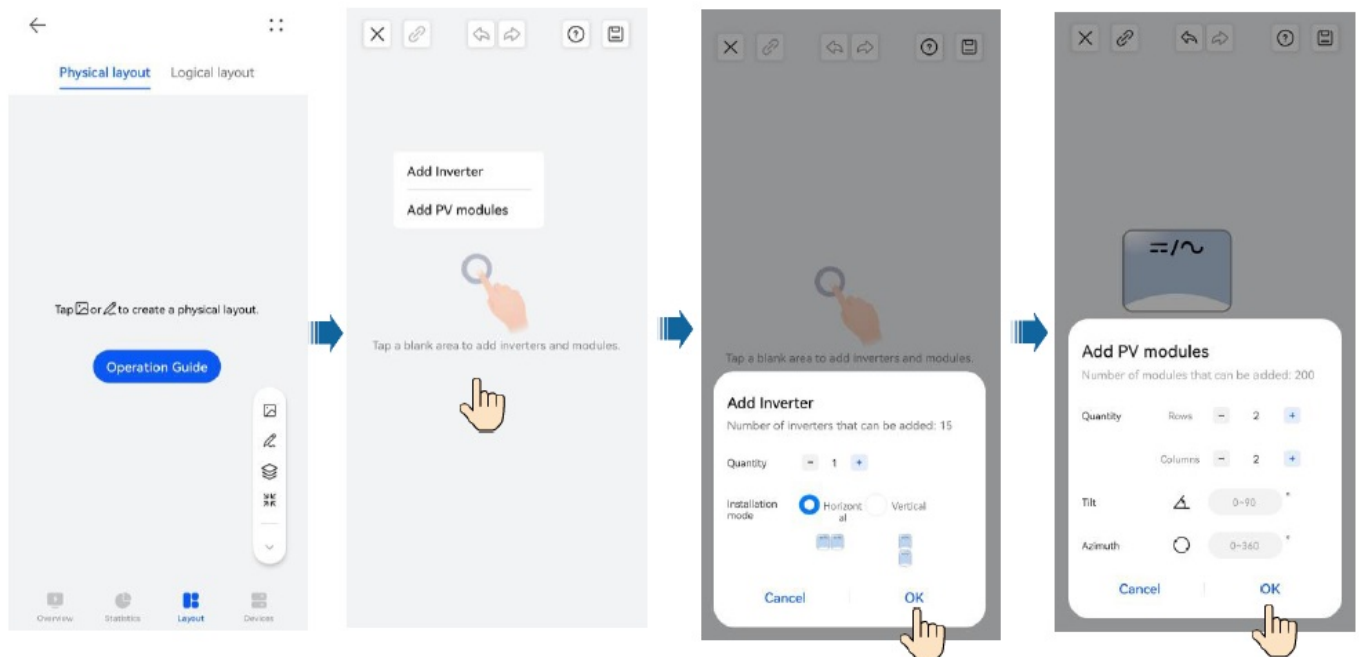 Physical layout Logical layout
Tap or to create a physical layout.
Operation Guide
Overview Statistics Layout Devices
Add Inverter
Add PV modules
Tap a blank area to add inverters and modules.
Tap a blank area to add inverters and modules.
Add Inverter
Number of inverters that can be added: 15
Quantity - 1 +
Installation
mode
Horizont
al
Vertical
Cancel OK
Add PV modules
Number of modules that can be added: 200
Quantity Rows - 2 +
Columns - 2 +
Tilt 0~90 °
Azimuth 0~360 °
Cancel OK